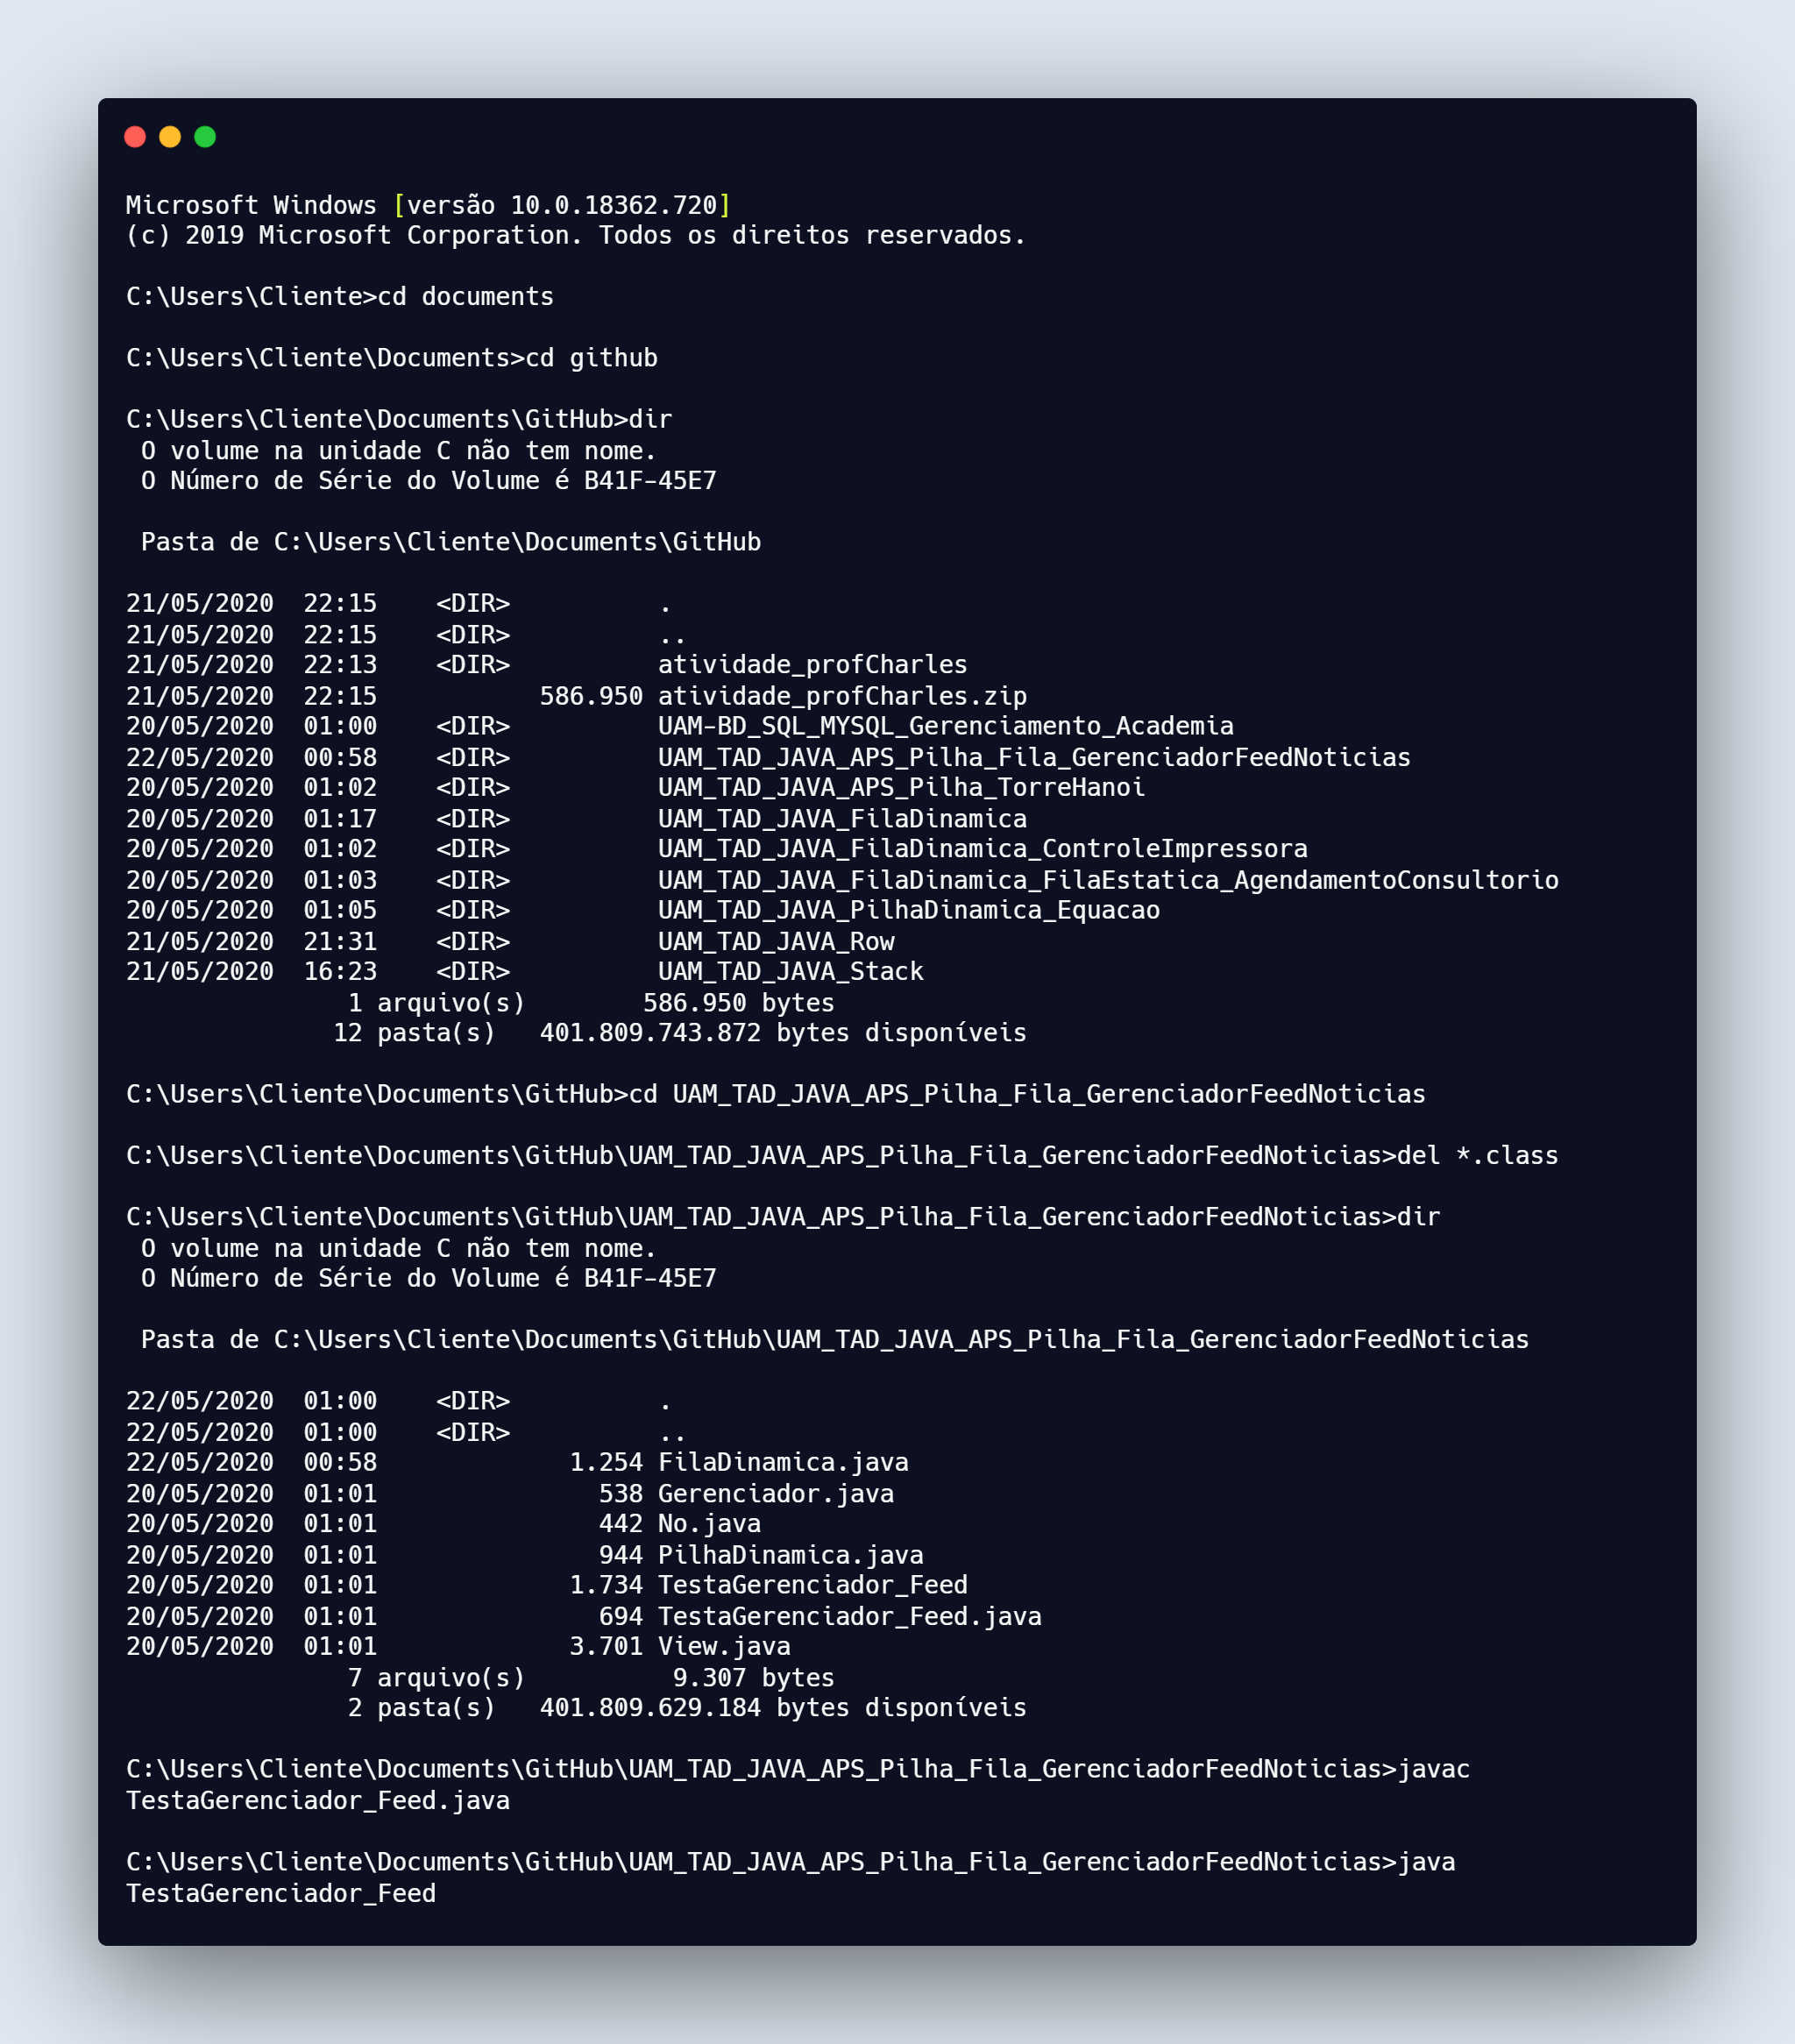 Microsoft Windows [versão 10.0.18362.720]
(c) 2019 Microsoft Corporation. Todos os direitos reservados.
C:\Users\Cliente>cd documents
C:\Users\Cliente\Documents>cd github
C:\Users\Cliente\Documents\GitHub>dir
 O volume na unidade C não tem nome.
 O Número de Série do Volume é B41F-45E7
 Pasta de C:\Users\Cliente\Documents\GitHub
21/05/2020  22:15    <DIR>          .
21/05/2020  22:15    <DIR>          ..
21/05/2020  22:13    <DIR>          atividade_profCharles
21/05/2020  22:15           586.950 atividade_profCharles.zip
20/05/2020  01:00    <DIR>          UAM-BD_SQL_MYSQL_Gerenciamento_Academia
22/05/2020  00:58    <DIR>          UAM_TAD_JAVA_APS_Pilha_Fila_GerenciadorFeedNoticias
20/05/2020  01:02    <DIR>          UAM_TAD_JAVA_APS_Pilha_TorreHanoi
20/05/2020  01:17    <DIR>          UAM_TAD_JAVA_FilaDinamica
20/05/2020  01:02    <DIR>          UAM_TAD_JAVA_FilaDinamica_ControleImpressora
20/05/2020  01:03    <DIR>          UAM_TAD_JAVA_FilaDinamica_FilaEstatica_AgendamentoConsultorio
20/05/2020  01:05    <DIR>          UAM_TAD_JAVA_PilhaDinamica_Equacao
21/05/2020  21:31    <DIR>          UAM_TAD_JAVA_Row
21/05/2020  16:23    <DIR>          UAM_TAD_JAVA_Stack
               1 arquivo(s)        586.950 bytes
              12 pasta(s)   401.809.743.872 bytes disponíveis
C:\Users\Cliente\Documents\GitHub>cd UAM_TAD_JAVA_APS_Pilha_Fila_GerenciadorFeedNoticias
C:\Users\Cliente\Documents\GitHub\UAM_TAD_JAVA_APS_Pilha_Fila_GerenciadorFeedNoticias>del *.class
C:\Users\Cliente\Documents\GitHub\UAM_TAD_JAVA_APS_Pilha_Fila_GerenciadorFeedNoticias>dir
 O volume na unidade C não tem nome.
 O Número de Série do Volume é B41F-45E7
 Pasta de C:\Users\Cliente\Documents\GitHub\UAM_TAD_JAVA_APS_Pilha_Fila_GerenciadorFeedNoticias
22/05/2020  01:00    <DIR>          .
22/05/2020  01:00    <DIR>          ..
22/05/2020  00:58             1.254 FilaDinamica.java
20/05/2020  01:01               538 Gerenciador.java
20/05/2020  01:01               442 No.java
20/05/2020  01:01               944 PilhaDinamica.java
20/05/2020  01:01             1.734 TestaGerenciador_Feed
20/05/2020  01:01               694 TestaGerenciador_Feed.java
20/05/2020  01:01             3.701 View.java
               7 arquivo(s)          9.307 bytes
               2 pasta(s)   401.809.629.184 bytes disponíveis
C:\Users\Cliente\Documents\GitHub\UAM_TAD_JAVA_APS_Pilha_Fila_GerenciadorFeedNoticias>javac
TestaGerenciador_Feed.java
C:\Users\Cliente\Documents\GitHub\UAM_TAD_JAVA_APS_Pilha_Fila_GerenciadorFeedNoticias>java
TestaGerenciador_Feed